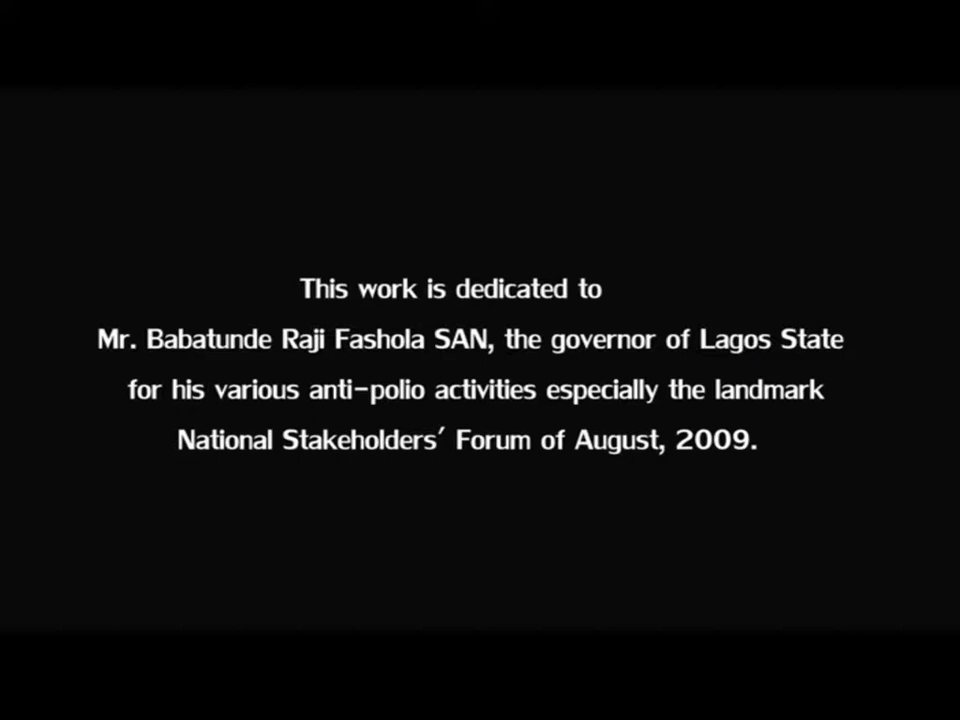 This work is dedicated to
Mr. Babatunde Raji Fashola SAN, the governor of Lagos State
for his various anti-polio activities especially the landmark
National Stakeholders' Forum of August, 2009.